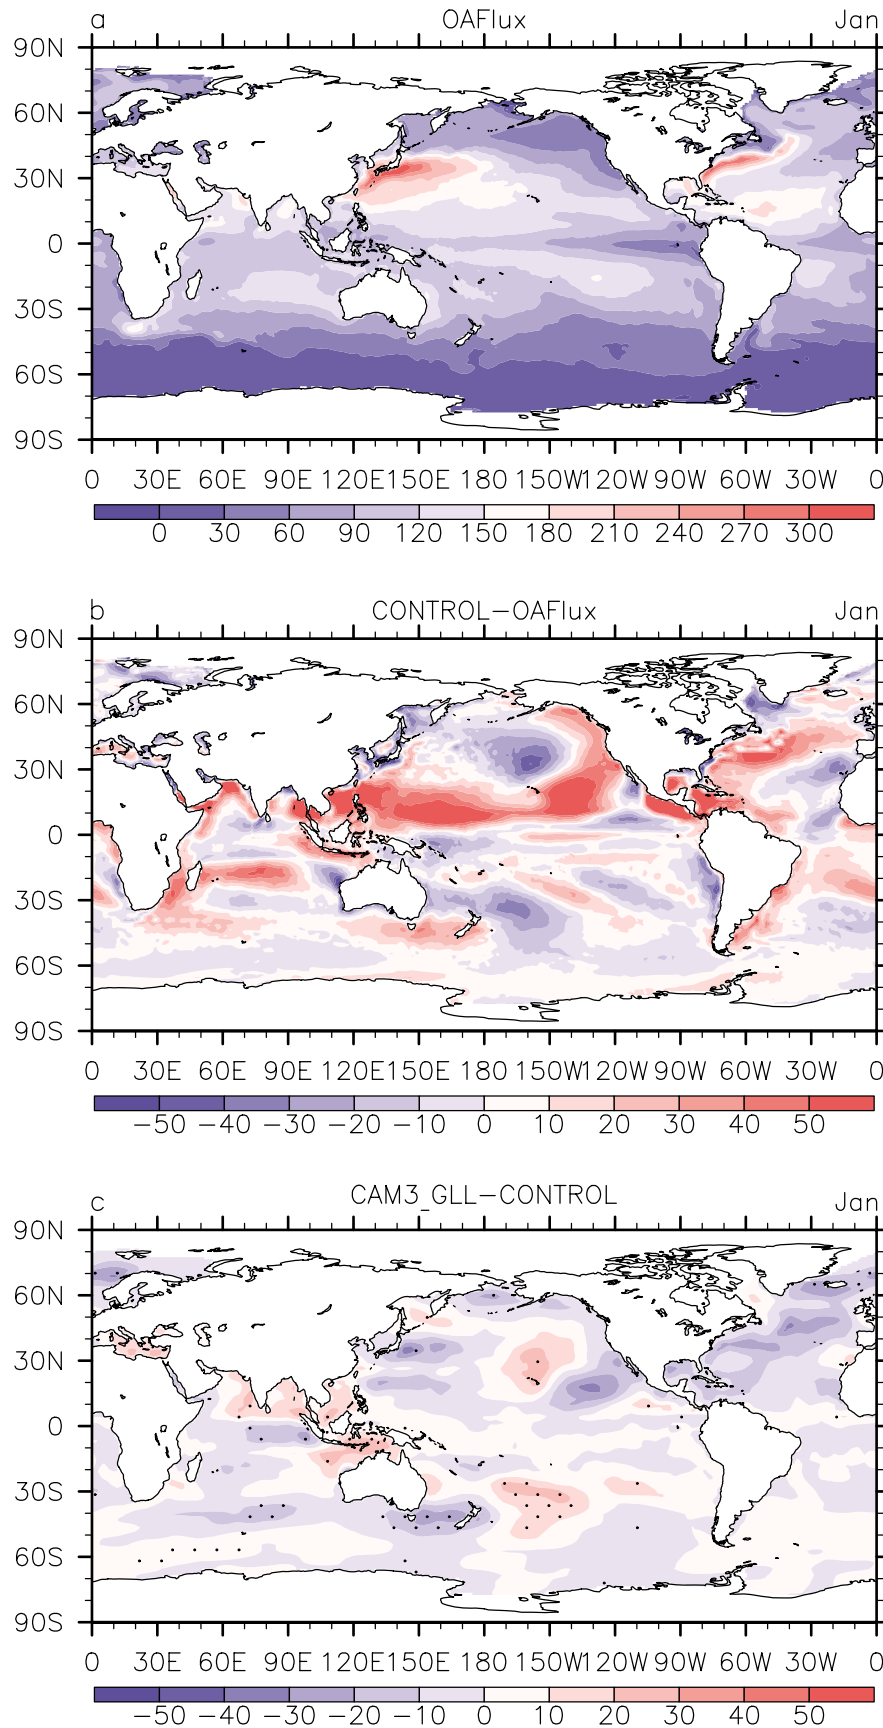 a OAFlux Jan
90N
60N
30N
0
30S
60S
90S
0 30E 60E 90E 120E 150E 180 150W 120W 90W 60W 30W 0
0 30 60 90 120 150 180 210 240 270 300
b CONTROL−OAFlux Jan
90N
60N
30N
0
30S
60S
90S
0 30E 60E 90E 120E 150E 180 150W 120W 90W 60W 30W 0
−50 −40 −30 −20 −10 0 10 20 30 40 50
c CAM3_GLL−CONTROL Jan
90N
60N
30N
0
30S
60S
90S
0 30E 60E 90E 120E 150E 180 150W 120W 90W 60W 30W 0
−50 −40 −30 −20 −10 0 10 20 30 40 50